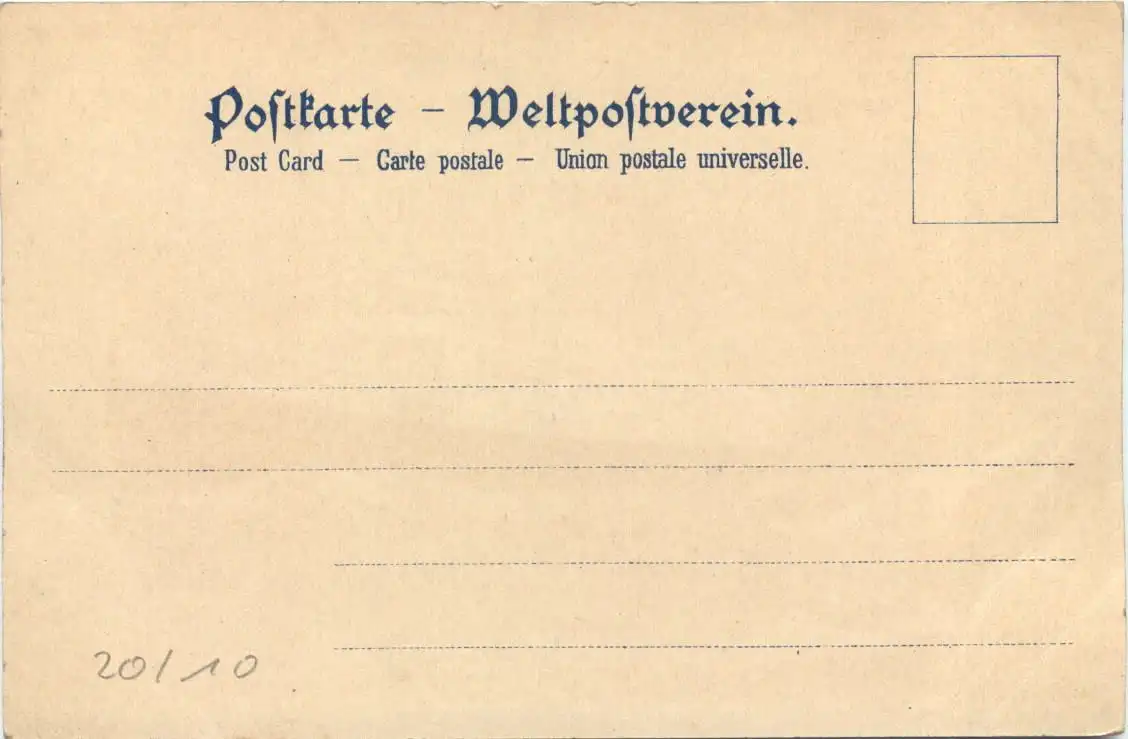 Poſtkarte – Weltpoſtverein.
Post Card — Carte postale — Union postale universelle.
20/10